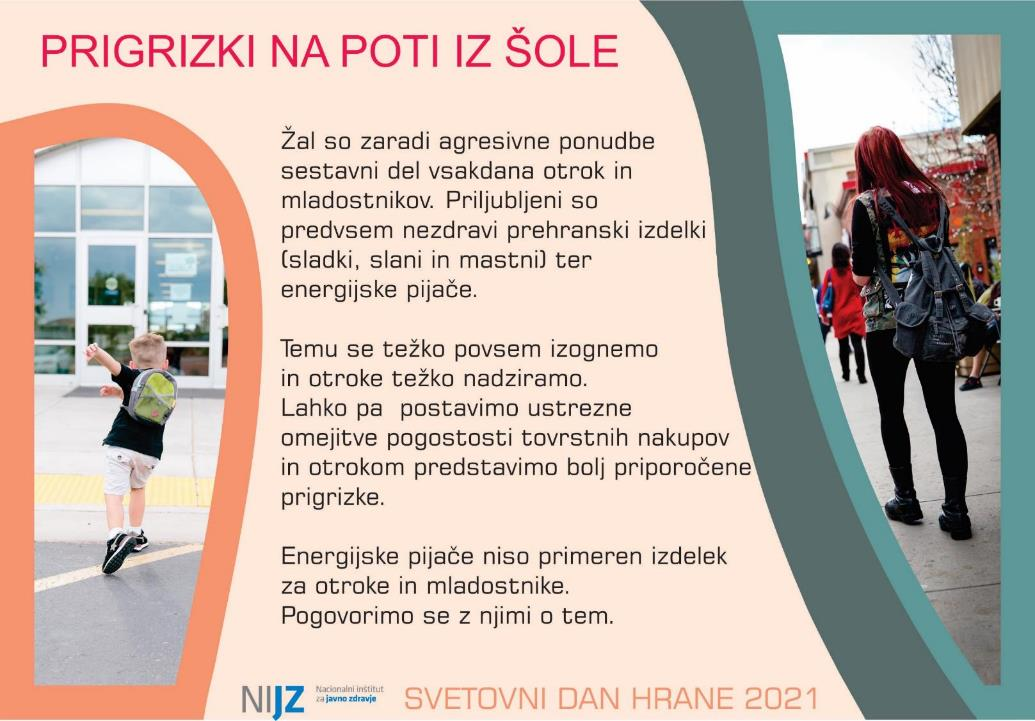 PRIGRIZKI NA POTI IZ ŠOLE
Žal so zaradi agresivne ponudbe
sestavni del vsakdana otrok in
mladostnikov. Priljubljeni so
predvsem nezdravi prehranski izdelki
(sladki, slani in mastni) ter
energijske pijače.
Temu se težko povsem izognemo
in otroke težko nadziramo.
Lahko pa  postavimo ustrezne
omejitve pogostosti tovrstnih nakupov
in otrokom predstavimo bolj priporočene
prigrizke.
Energijske pijače niso primeren izdelek
za otroke in mladostnike.
Pogovorimo se z njimi o tem.
NIJZ Nacionalni inštitut
za javno zdravje
SVETOVNI DAN HRANE 2021